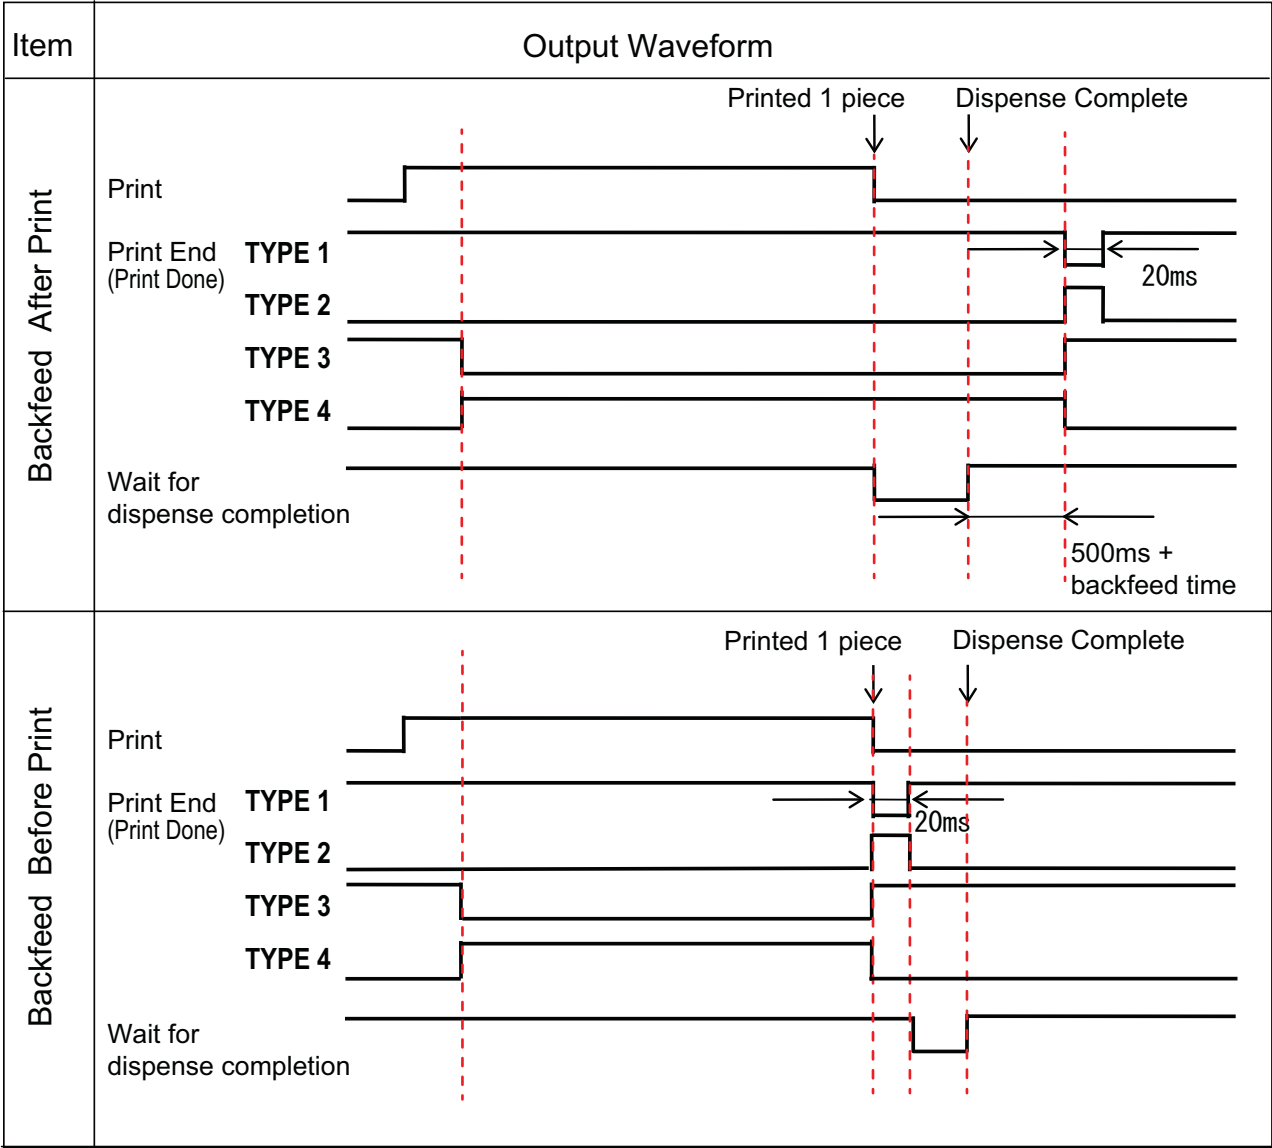 Item
Output Waveform
Backfeed After Print
Printed 1 piece
Dispense Complete
Print
Print End
(Print Done)
TYPE 1
20ms
TYPE 2
TYPE 3
TYPE 4
Wait for
dispense completion
500ms +
backfeed time
Backfeed Before Print
Printed 1 piece
Dispense Complete
Print
Print End
(Print Done)
TYPE 1
20ms
TYPE 2
TYPE 3
TYPE 4
Wait for
dispense completion